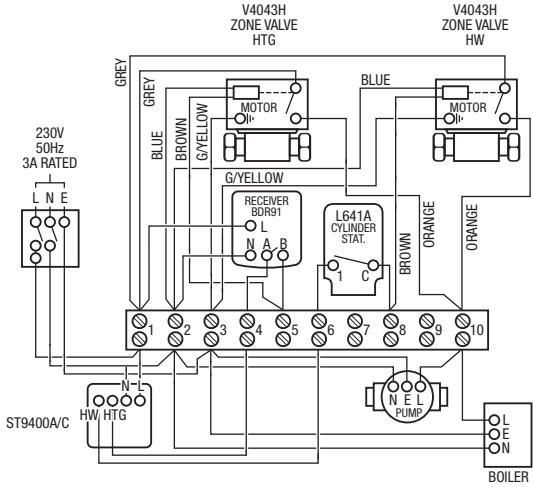 V4043H
ZONE VALVE
HTG
V4043H
ZONE VALVE
HW
GREY
GREY
BLUE
BROWN
G/YELLOW
MOTOR
BLUE
MOTOR
230V
50Hz
3A RATED
L N E
G/YELLOW
RECEIVER
BDR91
L
N A B
L641A
CYLINDER
STAT.
1 C
BROWN
ORANGE
ORANGE
1 2 3 4 5 6 7 8 9 10
N L
HW HTG
ST9400A/C
N E L
PUMP
L
E
N
BOILER